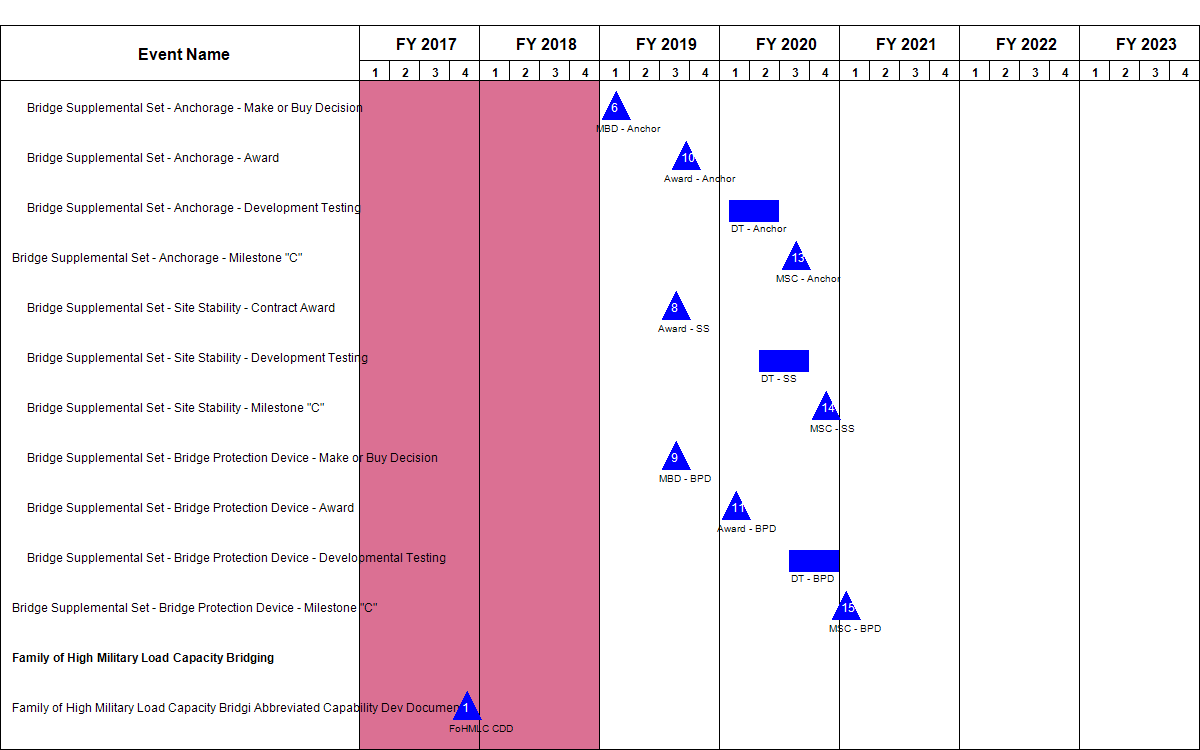 Event Name FY 2017 FY 2018 FY 2019 FY 2020 FY 2021 FY 2022 FY 2023
1 2 3 4 1 2 3 4 1 2 3 4 1 2 3 4 1 2 3 4 1 2 3 4 1 2 3 4
Bridge Supplemental Set - Anchorage - Make or Buy Decision 6
MBD - Anchor
Bridge Supplemental Set - Anchorage - Award 10
Award - Anchor
Bridge Supplemental Set - Anchorage - Development Testing
DT - Anchor
Bridge Supplemental Set - Anchorage - Milestone "C" 13
MSC - Anchor
Bridge Supplemental Set - Site Stability - Contract Award 8
Award - SS
Bridge Supplemental Set - Site Stability - Development Testing
DT - SS
Bridge Supplemental Set - Site Stability - Milestone "C" 14
MSC - SS
Bridge Supplemental Set - Bridge Protection Device - Make or Buy Decision 9
MBD - BPD
Bridge Supplemental Set - Bridge Protection Device - Award 11
Award - BPD
Bridge Supplemental Set - Bridge Protection Device - Developmental Testing
DT - BPD
Bridge Supplemental Set - Bridge Protection Device - Milestone "C" 15
MSC - BPD
Family of High Military Load Capacity Bridging
Family of High Military Load Capacity Bridgi Abbreviated Capability Dev Documen 1
FoHMLC CDD